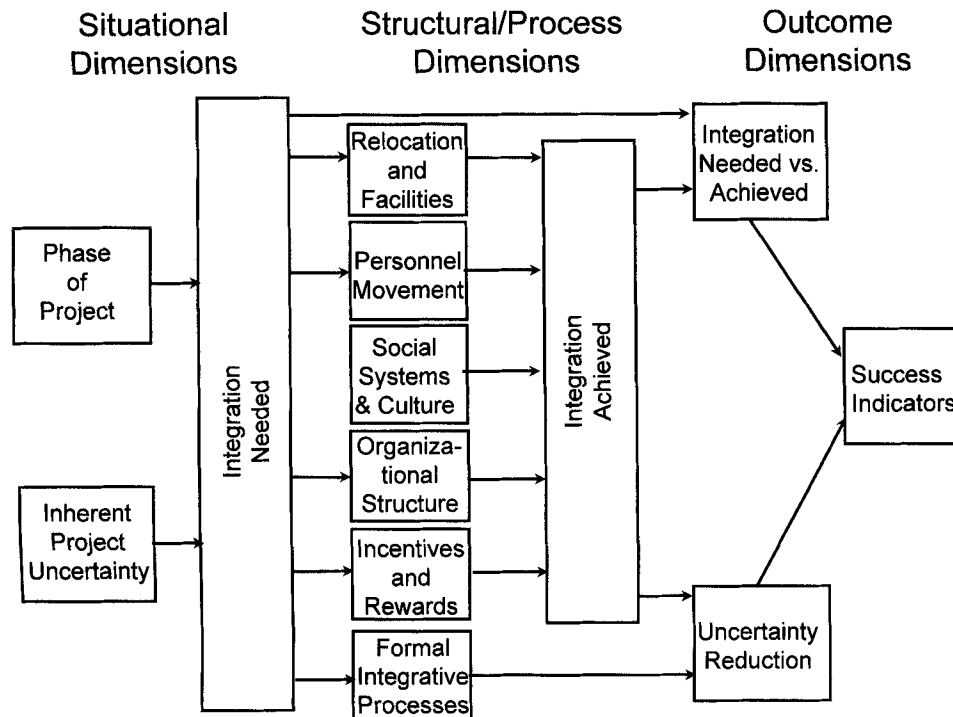 Situational
Dimensions
Structural/Process
Dimensions
Outcome
Dimensions
Phase
of
Project
Inherent
Project
Uncertainty
Integration
Needed
Relocation
and
Facilities
Personnel
Movement
Social
Systems
& Culture
Organiza-
tional
Structure
Incentives
and
Rewards
Formal
Integrative
Processes
Integration
Achieved
Integration
Needed vs.
Achieved
Uncertainty
Reduction
Success
Indicators